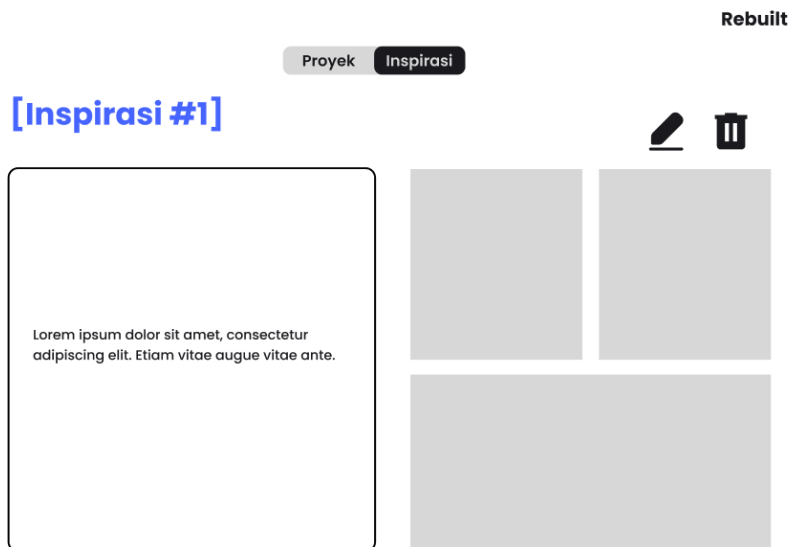 Rebuilt
Proyek
Inspirasi
[Inspirasi #1]
Lorem ipsum dolor sit amet, consectetur
adipiscing elit. Etiam vitae augue vitae ante.